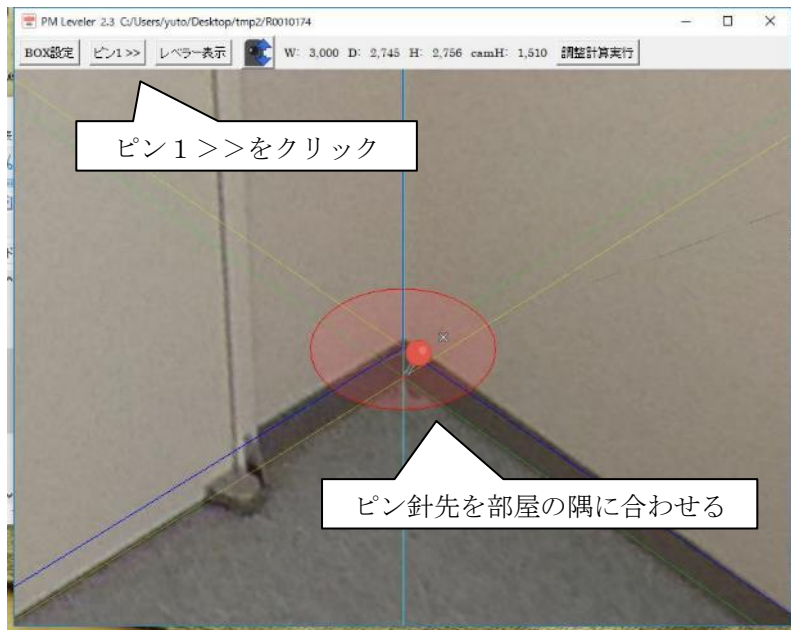 PM Leveler 2.3 C:/Users/yuto/Desktop/tmp2/R0010174
BOX設定 ピン1 >> レベラー表示 W: 3,000 D: 2,745 H: 2,756 camH: 1,510 調整計算実行
ピン１>>をクリック
ピン針先を部屋の隅に合わせる